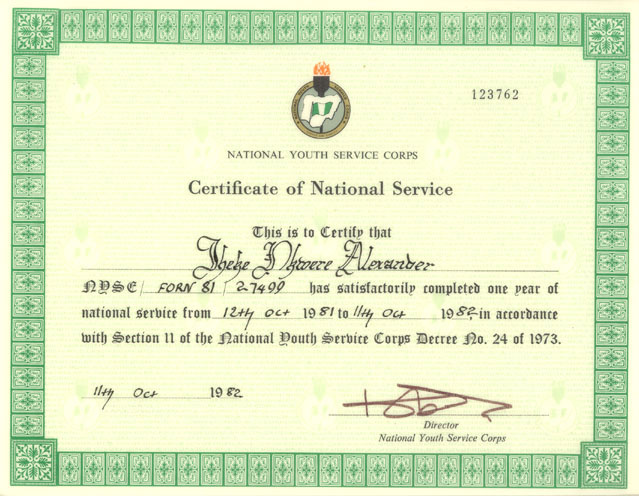 123762
NATIONAL YOUTH SERVICE CORPS
Certificate of National Service
This is to Certify that
Iheke Nkwere Alexander
NYSC/ FORN 81 / 27499 has satisfactorily completed one year of
national service from 12th Oct 1981 to 11th Oct 1982 in accordance
with Section 11 of the National Youth Service Corps Decree No. 24 of 1973.
11th Oct 1982
Director
National Youth Service Corps